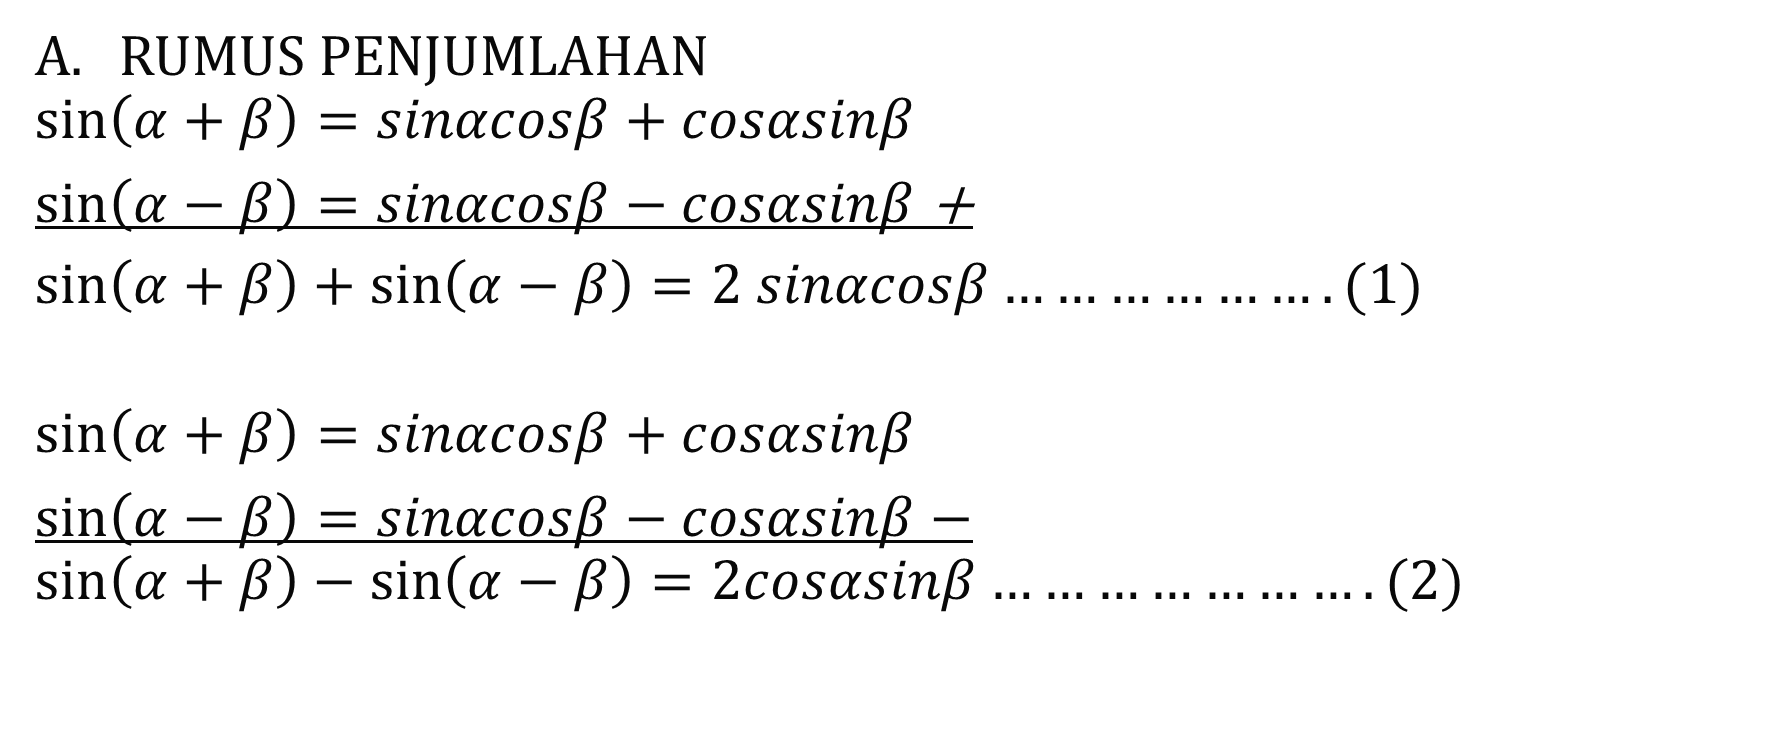 A. RUMUS PENJUMLAHAN
sin(α + β) = sinαcosβ + cosαsinβ
sin(α − β) = sinαcosβ − cosαsinβ +
sin(α + β) + sin(α − β) = 2 sinαcosβ … … … … … … . (1)
sin(α + β) = sinαcosβ + cosαsinβ
sin(α − β) = sinαcosβ − cosαsinβ −
sin(α + β) − sin(α − β) = 2cosαsinβ … … … … … … … . (2)